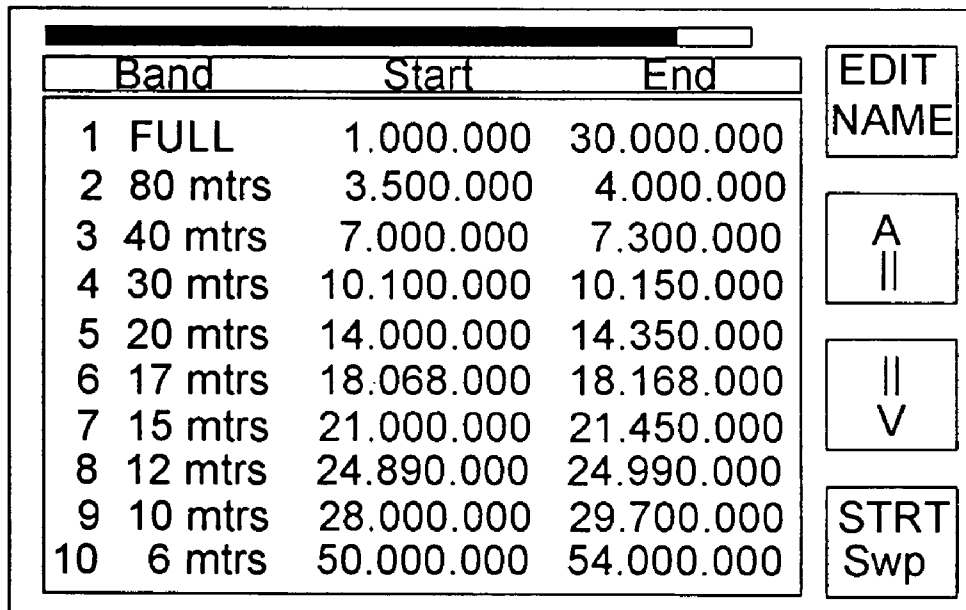 Band Start End
1 FULL 1.000.000 30.000.000
2 80 mtrs 3.500.000 4.000.000
3 40 mtrs 7.000.000 7.300.000
4 30 mtrs 10.100.000 10.150.000
5 20 mtrs 14.000.000 14.350.000
6 17 mtrs 18.068.000 18.168.000
7 15 mtrs 21.000.000 21.450.000
8 12 mtrs 24.890.000 24.990.000
9 10 mtrs 28.000.000 29.700.000
10 6 mtrs 50.000.000 54.000.000
EDIT
NAME
A
||
||
V
STRT
Swp